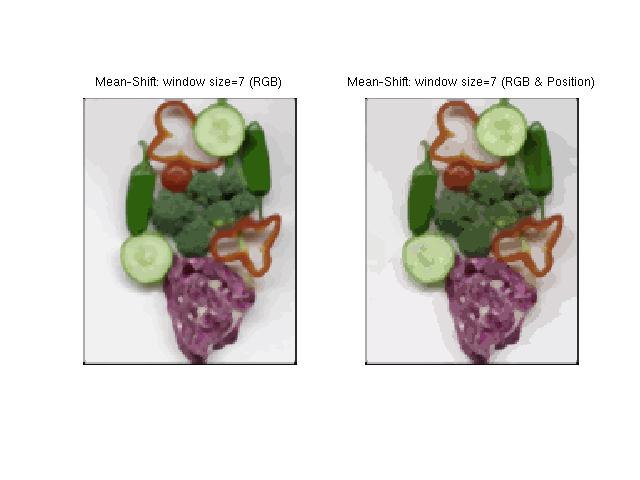 Mean-Shift: window size=7 (RGB)
Mean-Shift: window size=7 (RGB & Position)